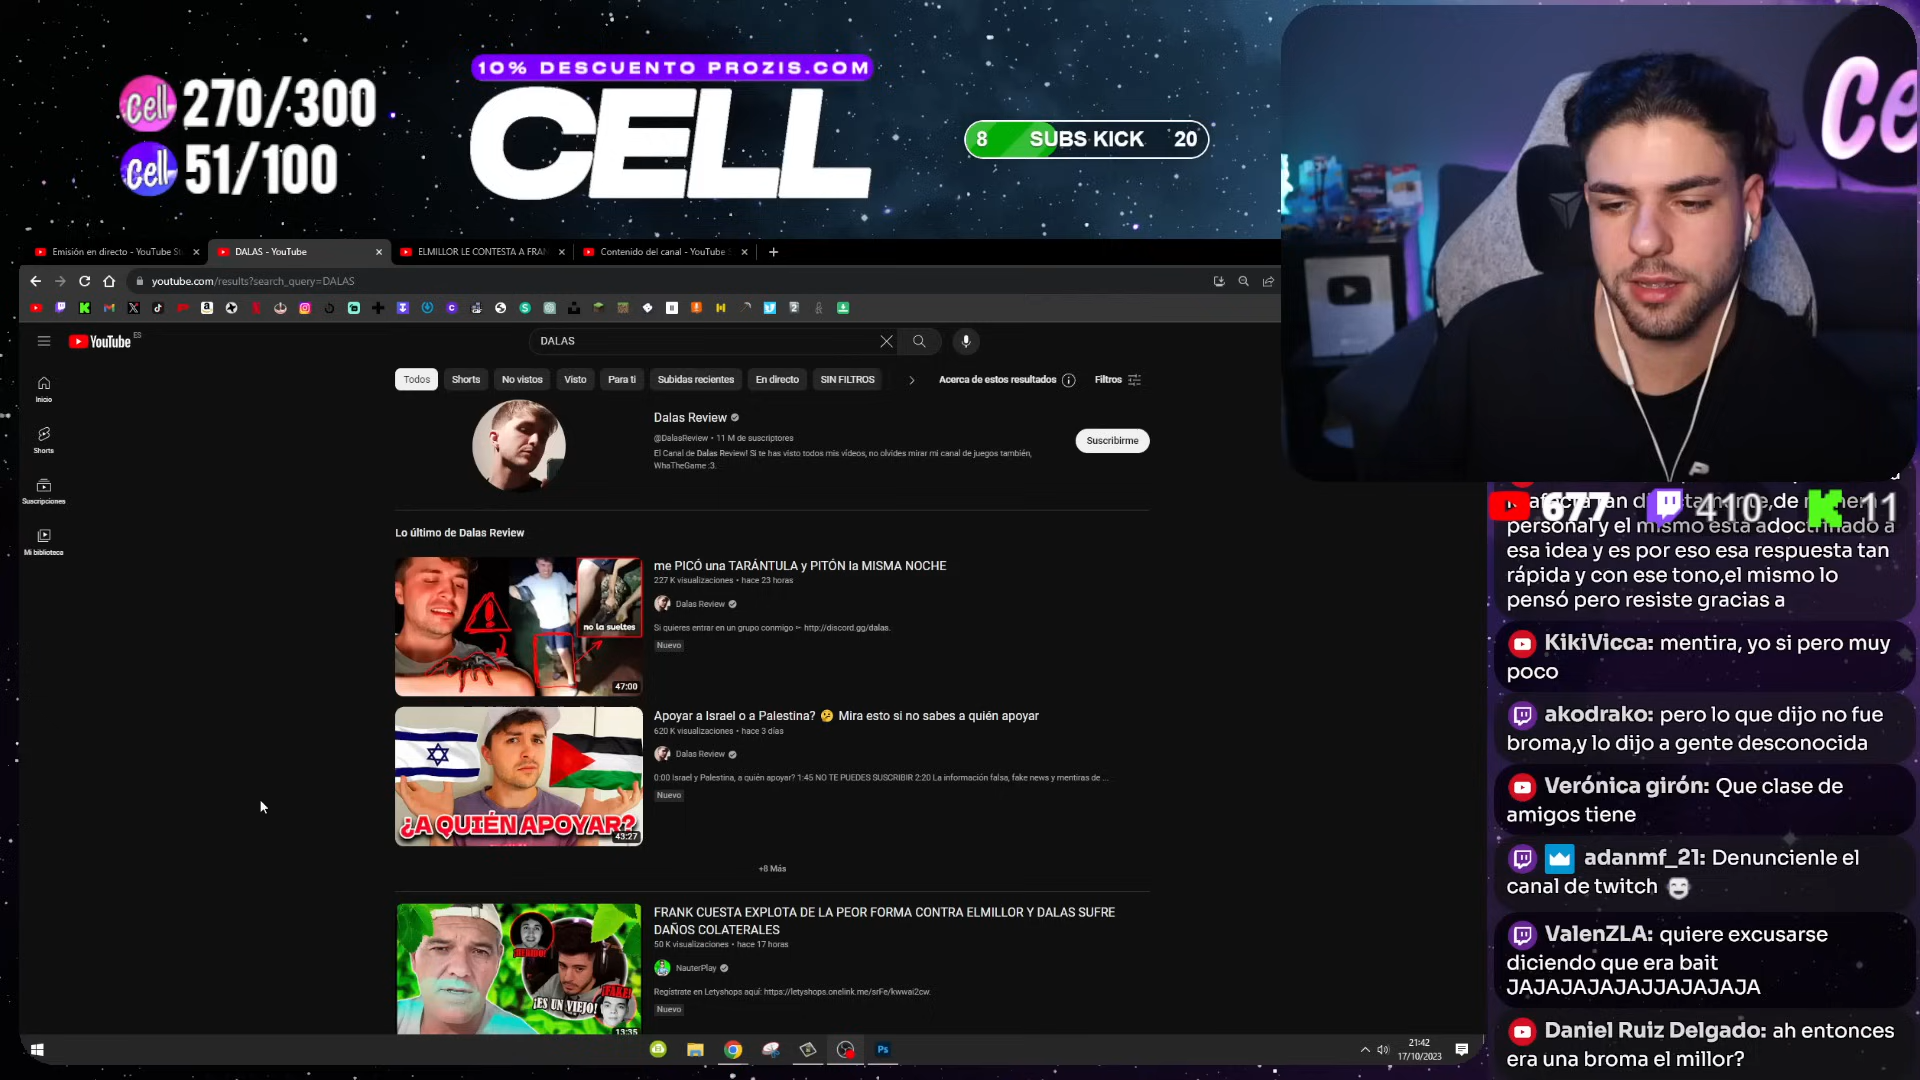 10% DESCUENTO PROZIS.COM
CELL
Cell 270/300
Cell 51/100
8 SUBS KICK 20
Ce
Emisión en directo - YouTube St
DALAS - YouTube
ELMILLOR LE CONTESTA A FRAN
Contenido del canal - YouTube S
youtube.com/results?search_query=DALAS
YouTube ES
DALAS
Todos
Shorts
No vistos
Visto
Para ti
Subidas recientes
En directo
SIN FILTROS
Acerca de estos resultados
Filtros
Inicio
Shorts
Suscripciones
Mi biblioteca
Dalas Review
@DalasReview • 11 M de suscriptores
El Canal de Dalas Review! Si te has visto todos mis vídeos, no olvides mirar mi canal de juegos también,
WhaTheGame :3.
Suscribirme
Lo último de Dalas Review
no la sueltes
47:00
me PICÓ una TARÁNTULA y PITÓN la MISMA NOCHE
227 K visualizaciones • hace 23 horas
Dalas Review
Si quieres entrar en un grupo conmigo ➳ http://discord.gg/dalas.
Nuevo
¿A QUIÉN APOYAR?
43:27
Apoyar a Israel o a Palestina? 🤔 Mira esto si no sabes a quién apoyar
620 K visualizaciones • hace 3 días
Dalas Review
0:00 Israel y Palestina, a quién apoyar? 1:45 NO TE PUEDES SUSCRIBIR 2:20 La información falsa, fake news y mentiras de ...
Nuevo
+8 Más
¡ES UN VIEJO!
13:35
FRANK CUESTA EXPLOTA DE LA PEOR FORMA CONTRA ELMILLOR Y DALAS SUFRE
DAÑOS COLATERALES
50 K visualizaciones • hace 17 horas
NauterPlay
Regístrate en Letyshops aquí: https://letyshops.onelink.me/srFe/kwwai2cw.
Nuevo
21:42
17/10/2023
Ps
677
410
11
personal y el mismo esta adoctrinado a
esa idea y es por eso esa respuesta tan
rápida y con ese tono,el mismo lo
pensó pero resiste gracias a
KikiVicca: mentira, yo si pero muy
poco
akodrako: pero lo que dijo no fue
broma,y lo dijo a gente desconocida
Verónica girón: Que clase de
amigos tiene
adanmf_21: Denuncienle el
canal de twitch
ValenZLA: quiere excusarse
diciendo que era bait
JAJAJAJAJAJJAJAJAJA
Daniel Ruiz Delgado: ah entonces
era una broma el millor?